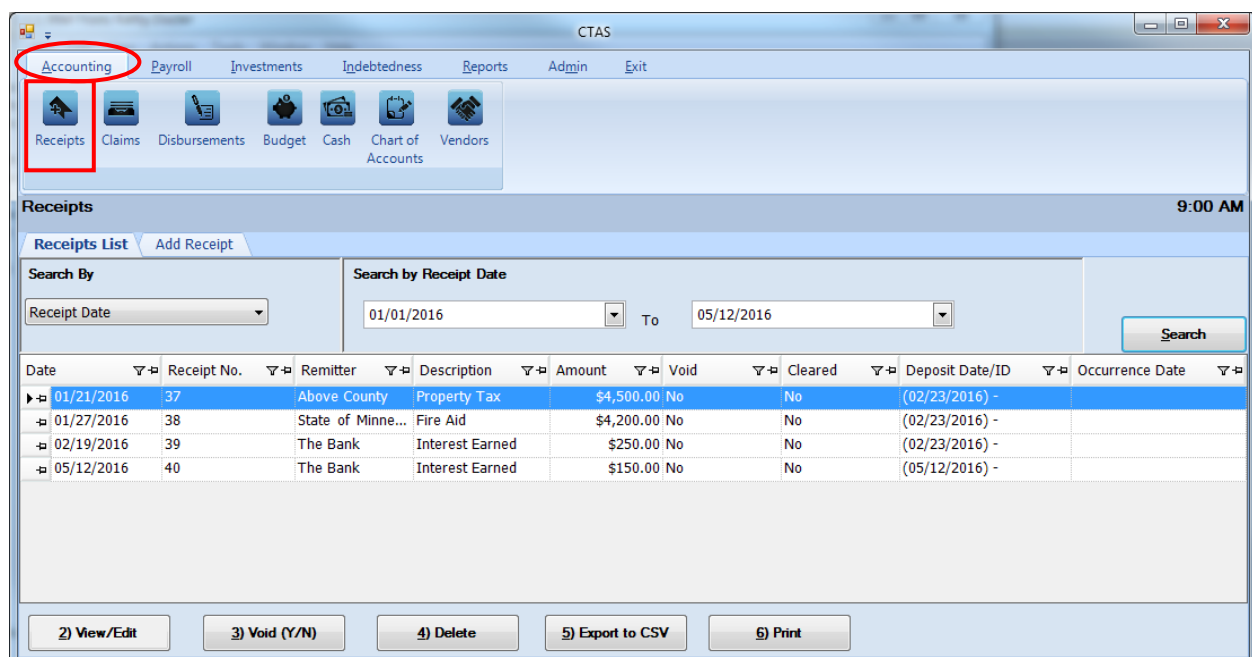 CTAS
Accounting Payroll Investments Indebtedness Reports Admin Exit
Receipts Claims Disbursements Budget Cash Chart of Accounts Vendors
Receipts 9:00 AM
Receipts List Add Receipt
Search By Search by Receipt Date
Receipt Date 01/01/2016 To 05/12/2016
Search
Date Receipt No. Remitter Description Amount Void Cleared Deposit Date/ID Occurrence Date
01/21/2016 37 Above County Property Tax $4,500.00 No No (02/23/2016) -
01/27/2016 38 State of Minne... Fire Aid $4,200.00 No No (02/23/2016) -
02/19/2016 39 The Bank Interest Earned $250.00 No No (02/23/2016) -
05/12/2016 40 The Bank Interest Earned $150.00 No No (05/12/2016) -
2) View/Edit 3) Void (Y/N) 4) Delete 5) Export to CSV 6) Print